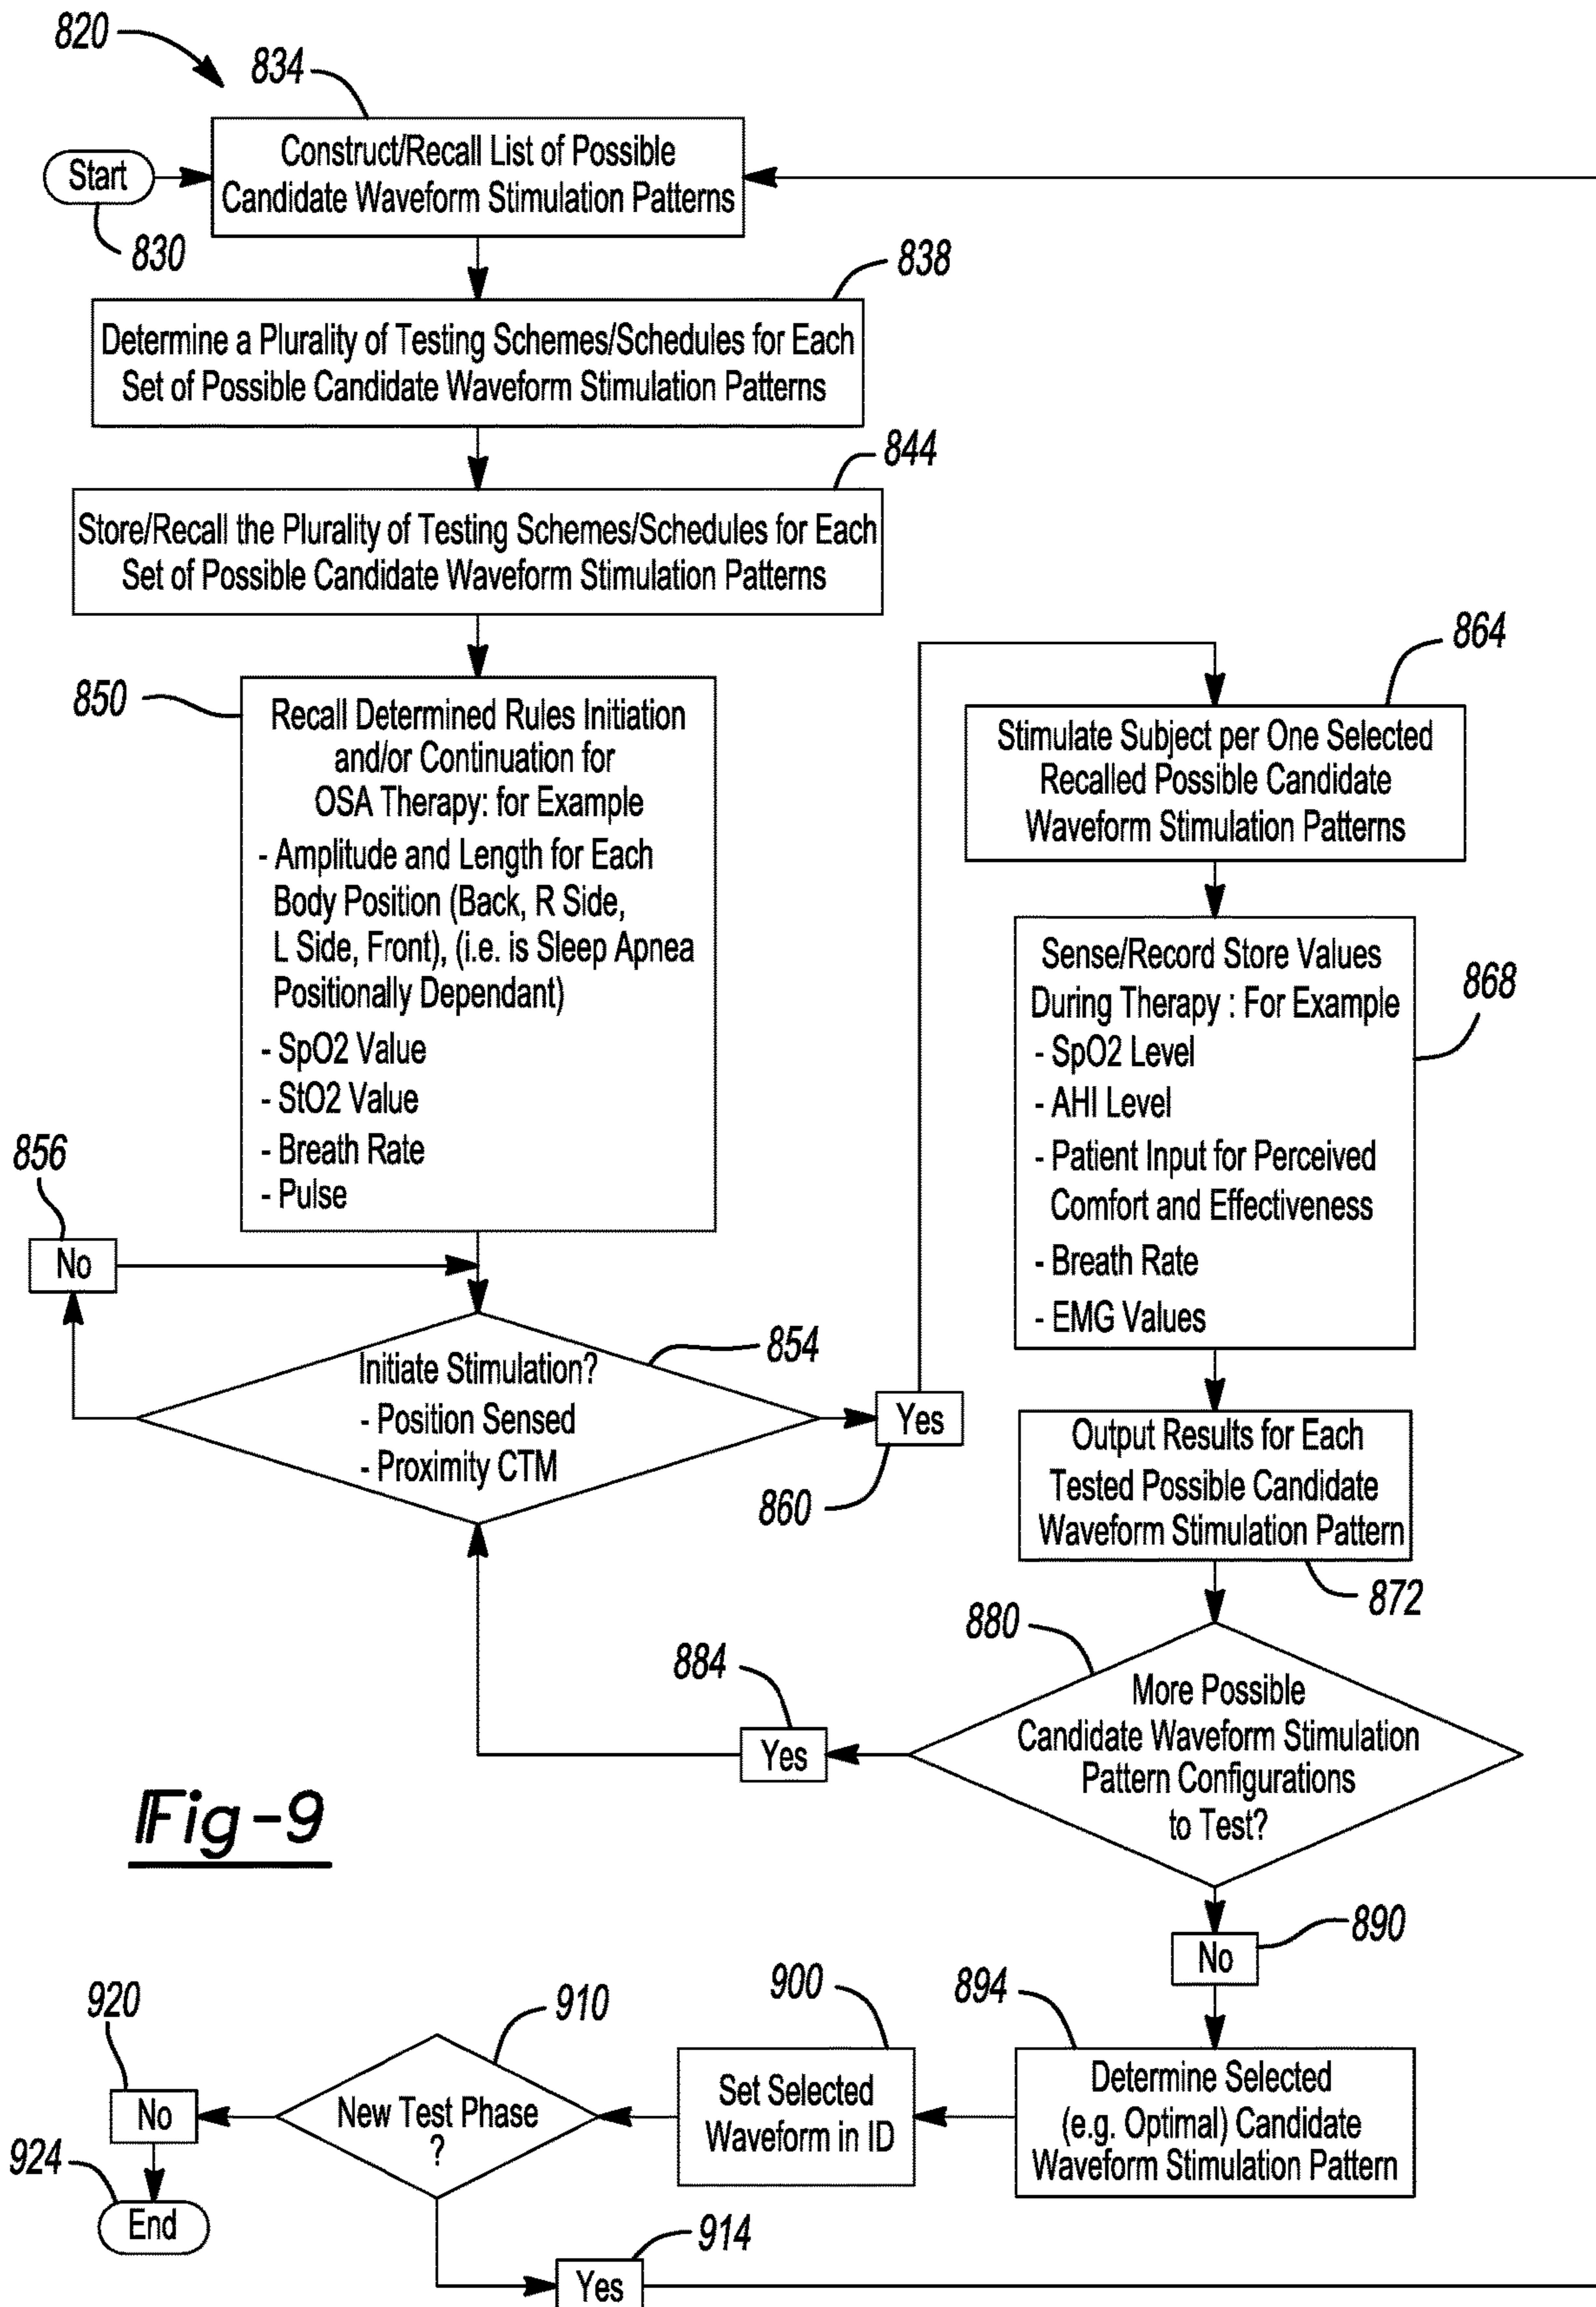 820
834
Start
830
Construct/Recall List of Possible
Candidate Waveform Stimulation Patterns
838
Determine a Plurality of Testing Schemes/Schedules for Each
Set of Possible Candidate Waveform Stimulation Patterns
844
Store/Recall the Plurality of Testing Schemes/Schedules for Each
Set of Possible Candidate Waveform Stimulation Patterns
850
Recall Determined Rules Initiation
and/or Continuation for
OSA Therapy: for Example
- Amplitude and Length for Each
Body Position (Back, R Side,
L Side, Front), (i.e. is Sleep Apnea
Positionally Dependant)
- SpO2 Value
- StO2 Value
- Breath Rate
- Pulse
856
No
854
Initiate Stimulation?
- Position Sensed
- Proximity CTM
Yes
860
864
Stimulate Subject per One Selected
Recalled Possible Candidate
Waveform Stimulation Patterns
868
Sense/Record Store Values
During Therapy : For Example
- SpO2 Level
- AHI Level
- Patient Input for Perceived
Comfort and Effectiveness
- Breath Rate
- EMG Values
Output Results for Each
Tested Possible Candidate
Waveform Stimulation Pattern
872
880
More Possible
Candidate Waveform Stimulation
Pattern Configurations
to Test?
884
Yes
Fig-9
890
No
894
Determine Selected
(e.g. Optimal) Candidate
Waveform Stimulation Pattern
900
Set Selected
Waveform in ID
910
New Test Phase
?
920
No
924
End
914
Yes